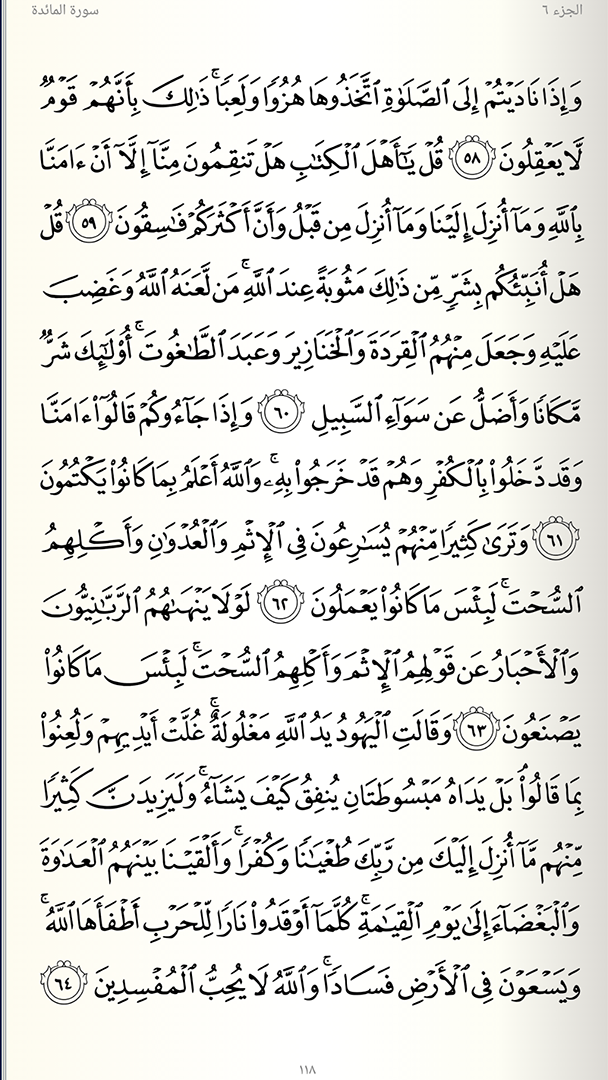 الجزء ٦
سورة المائدة
وَإِذَا نَادَيْتُمْ إِلَى ٱلصَّلَوٰةِ ٱتَّخَذُوهَا هُزُوًا وَلَعِبًا ۚ ذَٰلِكَ بِأَنَّهُمْ قَوْمٌ
لَّا يَعْقِلُونَ ٥٨ قُلْ يَٰٓأَهْلَ ٱلْكِتَٰبِ هَلْ تَنقِمُونَ مِنَّآ إِلَّآ أَنْ ءَامَنَّا
بِٱللَّهِ وَمَآ أُنزِلَ إِلَيْنَا وَمَآ أُنزِلَ مِن قَبْلُ وَأَنَّ أَكْثَرَكُمْ فَٰسِقُونَ ٥٩ قُلْ
هَلْ أُنَبِّئُكُم بِشَرٍّ مِّن ذَٰلِكَ مَثُوبَةً عِندَ ٱللَّهِ ۚ مَن لَّعَنَهُ ٱللَّهُ وَغَضِبَ
عَلَيْهِ وَجَعَلَ مِنْهُمُ ٱلْقِرَدَةَ وَٱلْخَنَازِيرَ وَعَبَدَ ٱلطَّٰغُوتَ ۚ أُو۟لَٰٓئِكَ شَرٌّ
مَّكَانًا وَأَضَلُّ عَن سَوَآءِ ٱلسَّبِيلِ ٦٠ وَإِذَا جَآءُوكُمْ قَالُوٓا۟ ءَامَنَّا
وَقَد دَّخَلُوا۟ بِٱلْكُفْرِ وَهُمْ قَدْ خَرَجُوا۟ بِهِۦ ۚ وَٱللَّهُ أَعْلَمُ بِمَا كَانُوا۟ يَكْتُمُونَ
٦١ وَتَرَىٰ كَثِيرًا مِّنْهُمْ يُسَٰرِعُونَ فِى ٱلْإِثْمِ وَٱلْعُدْوَٰنِ وَأَكْلِهِمُ
ٱلسُّحْتَ ۚ لَبِئْسَ مَا كَانُوا۟ يَعْمَلُونَ ٦٢ لَوْلَا يَنْهَىٰهُمُ ٱلرَّبَّٰنِيُّونَ
وَٱلْأَحْبَارُ عَن قَوْلِهِمُ ٱلْإِثْمَ وَأَكْلِهِمُ ٱلسُّحْتَ ۚ لَبِئْسَ مَا كَانُوا۟
يَصْنَعُونَ ٦٣ وَقَالَتِ ٱلْيَهُودُ يَدُ ٱللَّهِ مَغْلُولَةٌ ۚ غُلَّتْ أَيْدِيهِمْ وَلُعِنُوا۟
بِمَا قَالُوا۟ ۘ بَلْ يَدَاهُ مَبْسُوطَتَانِ يُنفِقُ كَيْفَ يَشَآءُ ۚ وَلَيَزِيدَنَّ كَثِيرًا
مِّنْهُم مَّآ أُنزِلَ إِلَيْكَ مِن رَّبِّكَ طُغْيَٰنًا وَكُفْرًا ۚ وَأَلْقَيْنَا بَيْنَهُمُ ٱلْعَدَٰوَةَ
وَٱلْبَغْضَآءَ إِلَىٰ يَوْمِ ٱلْقِيَٰمَةِ ۚ كُلَّمَآ أَوْقَدُوا۟ نَارًا لِّلْحَرْبِ أَطْفَأَهَا ٱللَّهُ ۚ
وَيَسْعَوْنَ فِى ٱلْأَرْضِ فَسَادًا ۚ وَٱللَّهُ لَا يُحِبُّ ٱلْمُفْسِدِينَ ٦٤
١١٨